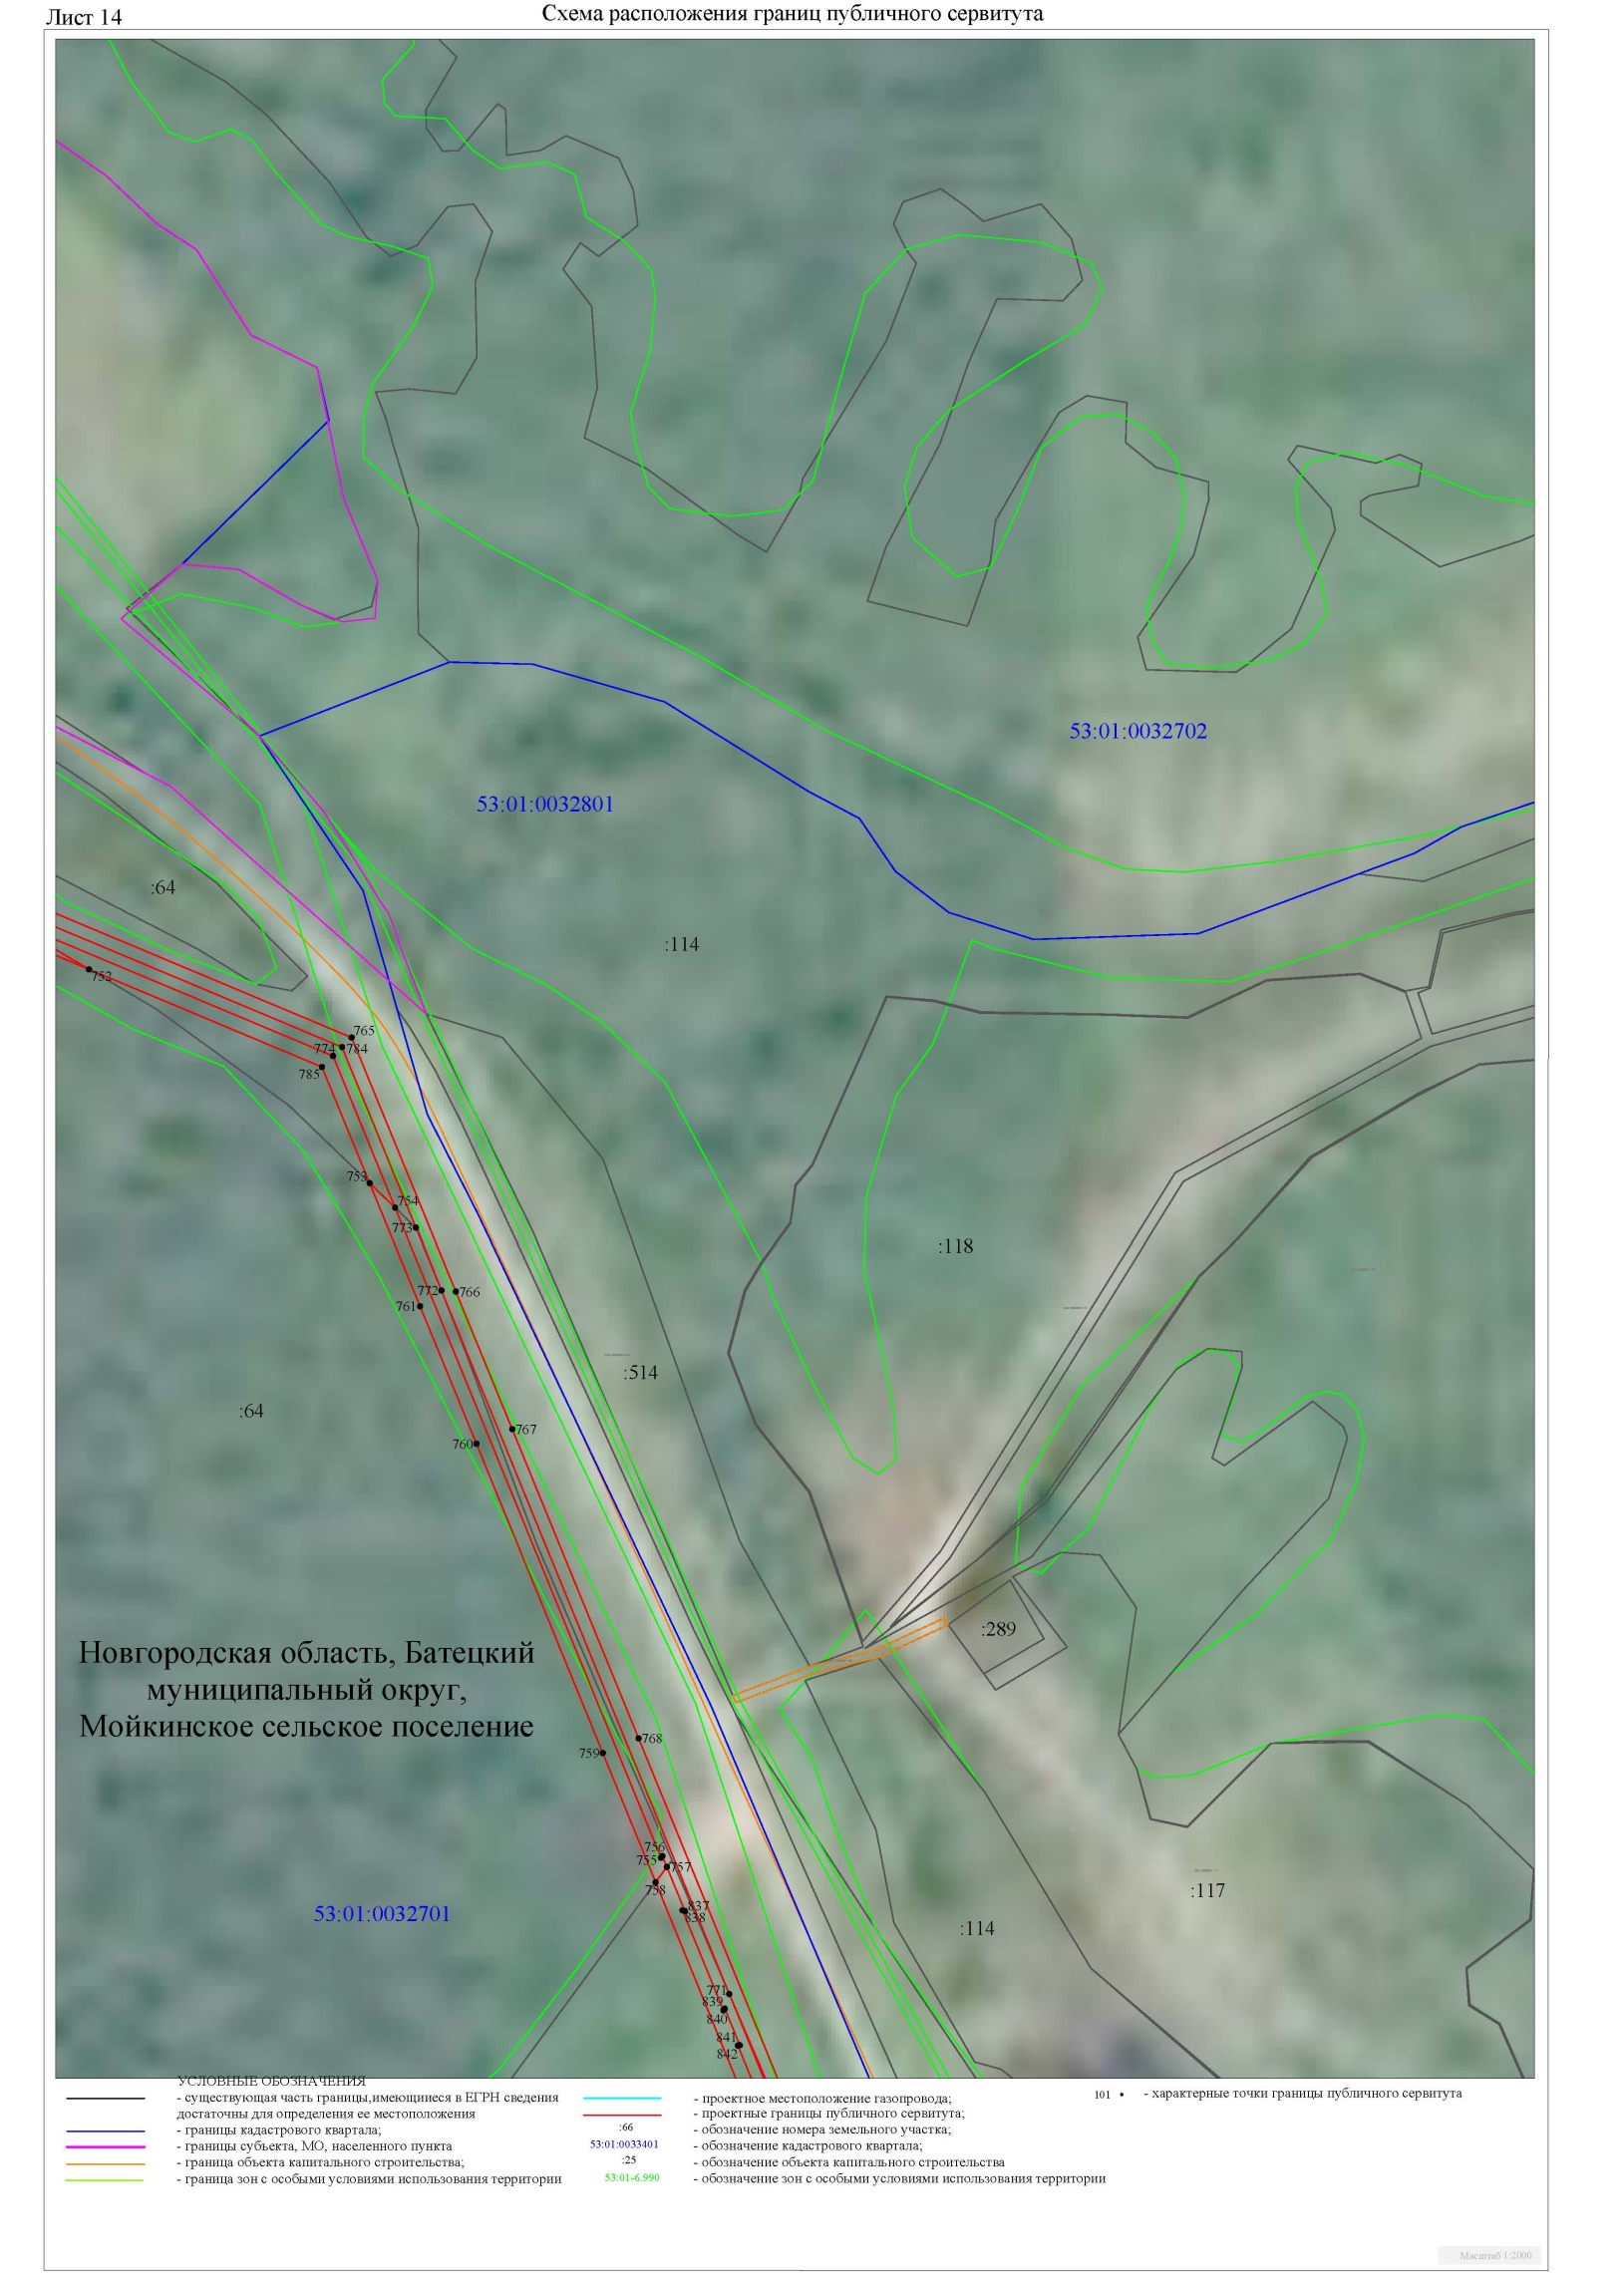 Лист 14
Схема расположения границ публичного сервитута
53:01:0032702
53:01:0032801
:64
:114
752
765
774
784
785
753
754
773
:118
772
766
761
:514
:64
767
760
:289
Новгородская область, Батецкий
муниципальный округ,
Мойкинское сельское поселение
768
759
756
755
757
758
:117
837
838
53:01:0032701
:114
771
839
840
841
842
УСЛОВНЫЕ ОБОЗНАЧЕНИЯ
- существующая часть границы,имеющииеся в ЕГРН сведения
достаточны для определения ее местоположения
- границы кадастрового квартала;
- границы субъекта, МО, населенного пункта
- граница объекта капитального строительства;
- граница зон с особыми условиями использования территории
- проектное местоположение газопровода;
- проектные границы публичного сервитута;
:66 - обозначение номера земельного участка;
53:01:0033401 - обозначение кадастрового квартала;
:25 - обозначение объекта капитального строительства
53:01-6.990 - обозначение зон с особыми условиями использования территории
101 • - характерные точки границы публичного сервитута
Масштаб 1:2000